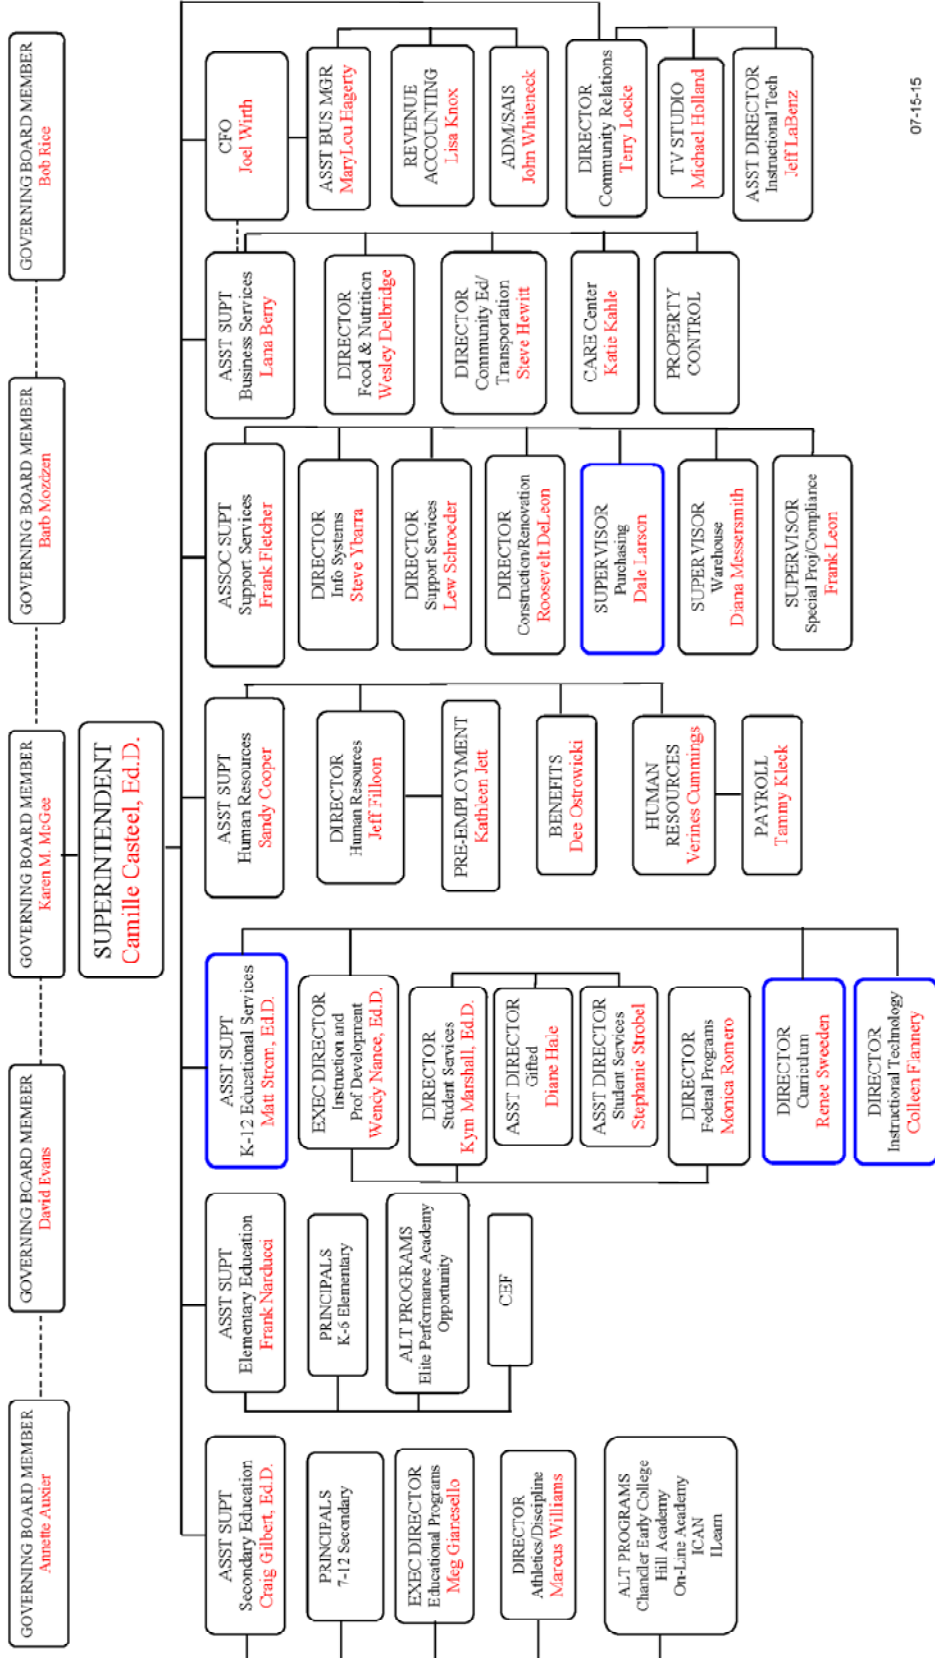 GOVERNING BOARD MEMBER
Annette Auxier
GOVERNING BOARD MEMBER
David Evans
GOVERNING BOARD MEMBER
Karen M. McGee
GOVERNING BOARD MEMBER
Barb Mozdzen
GOVERNING BOARD MEMBER
Bob Rice
SUPERINTENDENT
Camille Casteel, Ed.D.
ASST SUPT
Secondary Education
Craig Gilbert, Ed.D.
PRINCIPALS
7-12 Secondary
EXEC DIRECTOR
Educational Programs
Meg Gianesello
DIRECTOR
Athletics/Discipline
Marcus Williams
ALT PROGRAMS
Chandler Early College
Hill Academy
On-Line Academy
ICAN
ILearn
ASST SUPT
Elementary Education
Frank Narducci
PRINCIPALS
K-6 Elementary
ALT PROGRAMS
Elite Performance Academy
Opportunity
CEF
ASST SUPT
K-12 Educational Services
Matt Strom, Ed.D.
EXEC DIRECTOR
Instruction and
Prof Development
Wendy Nance, Ed.D.
DIRECTOR
Student Services
Kym Marshall, Ed.D.
ASST DIRECTOR
Gifted
Diane Hale
ASST DIRECTOR
Student Services
Stephanie Strobel
DIRECTOR
Federal Programs
Monica Romero
DIRECTOR
Curriculum
Renee Sweeden
DIRECTOR
Instructional Technology
Colleen Flannery
ASST SUPT
Human Resources
Sandy Cooper
DIRECTOR
Human Resources
Jeff Filloon
PRE-EMPLOYMENT
Kathleen Jett
BENEFITS
Dee Ostrowicki
HUMAN
RESOURCES
Verines Cummings
PAYROLL
Tammy Kleck
ASSOC SUPT
Support Services
Frank Fletcher
DIRECTOR
Info Systems
Steve Ybarra
DIRECTOR
Support Services
Lew Schroeder
DIRECTOR
Construction/Renovation
Roosevelt DeLeon
SUPERVISOR
Purchasing
Dale Larson
SUPERVISOR
Warehouse
Diana Messersmith
SUPERVISOR
Special Proj/Compliance
Frank Leon
ASST SUPT
Business Services
Lana Berry
DIRECTOR
Food & Nutrition
Wesley Delbridge
DIRECTOR
Community Ed/
Transportation
Steve Hewitt
CARE Center
Katie Kahle
PROPERTY
CONTROL
CFO
Joel Wirth
ASST BUS MGR
MaryLou Hagerty
REVENUE
ACCOUNTING
Lisa Knox
ADM/SAIS
John Whiteneck
DIRECTOR
Community Relations
Terry Locke
TV STUDIO
Michael Holland
ASST DIRECTOR
Instructional Tech
Jeff LaBenz
07-15-15